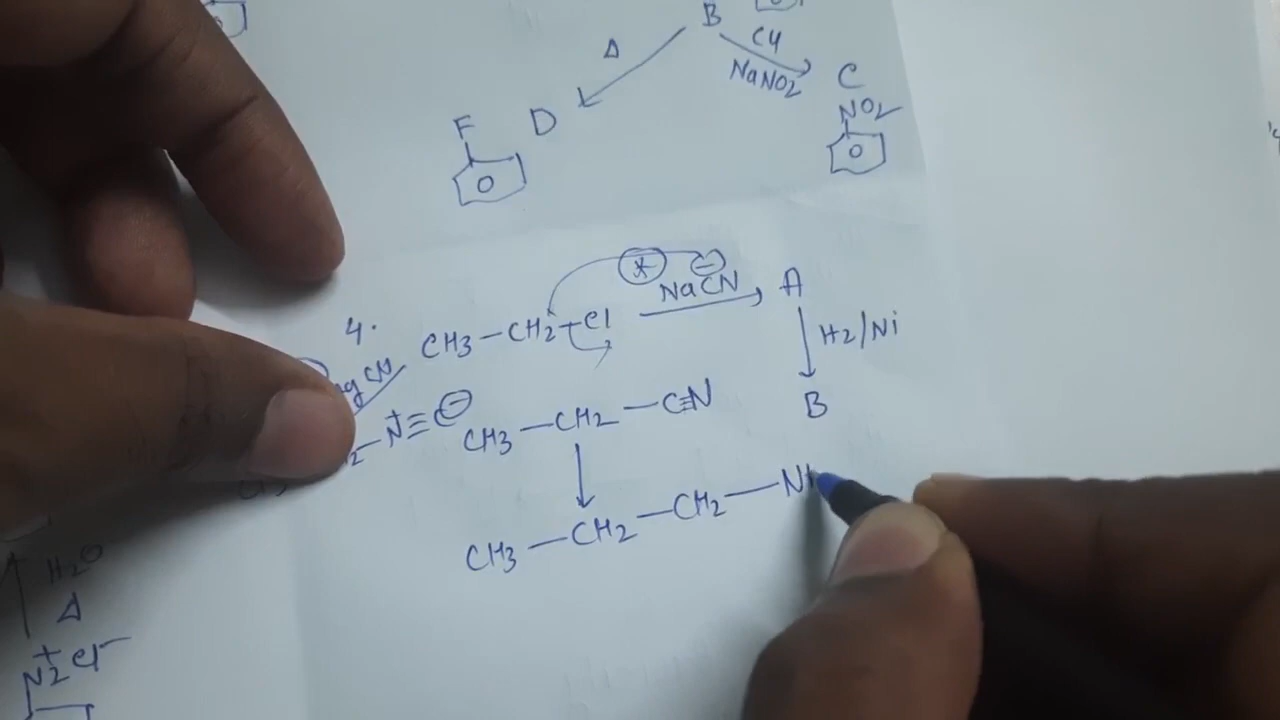 B
Δ
Cu
NaNO2
C
F
D
NO2
4.
CH3—CH2—Cl
NaCN
A
H2/Ni
B
AgCN
N⁺≡C⊖
CH3—CH2—C≡N
CH3—CH2—CH2—NH
H2O
Δ
N2⁺Cl⁻